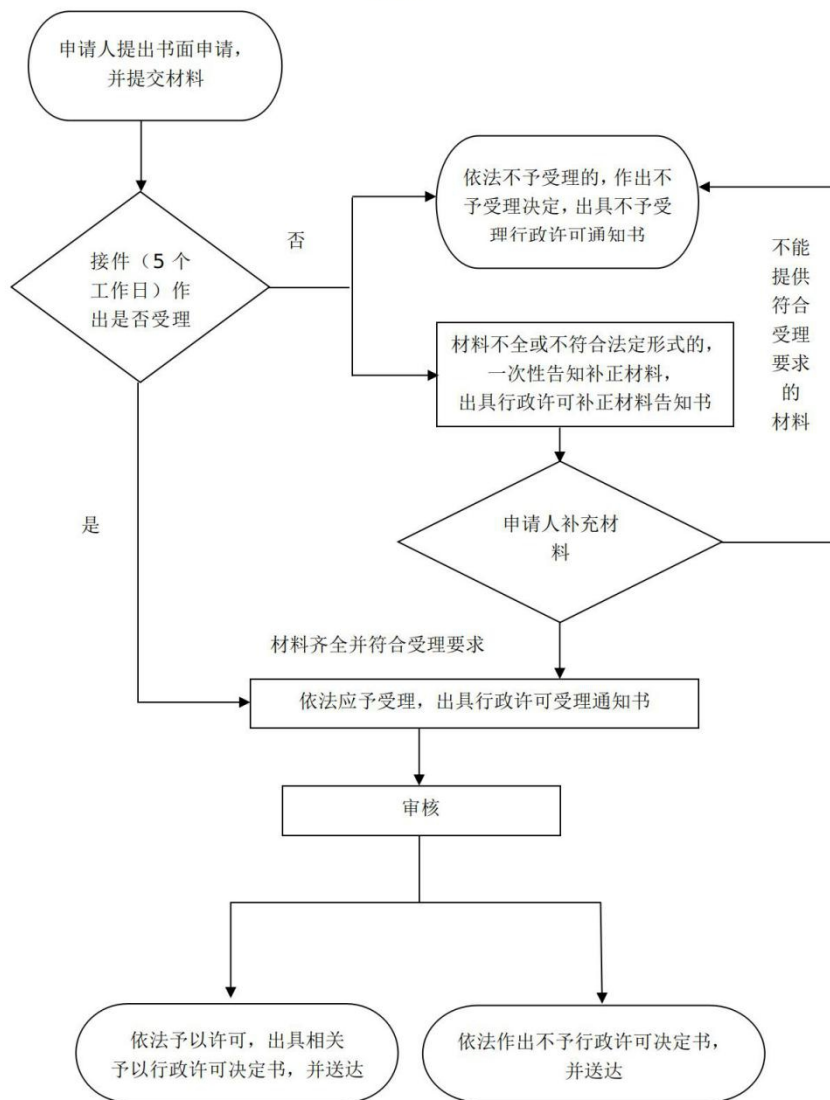 申请人提出书面申请，
并提交材料
依法不予受理的，作出不
予受理决定，出具不予受
理行政许可通知书
否
接件（5 个
工作日）作
出是否受理
不能
提供
符合
受理
要求
的
材料
材料不全或不符合法定形式的，
一次性告知补正材料，
出具行政许可补正材料告知书
是
申请人补充材
料
材料齐全并符合受理要求
依法应予受理，出具行政许可受理通知书
审核
依法予以许可，出具相关
予以行政许可决定书，并送达
依法作出不予行政许可决定书，
并送达